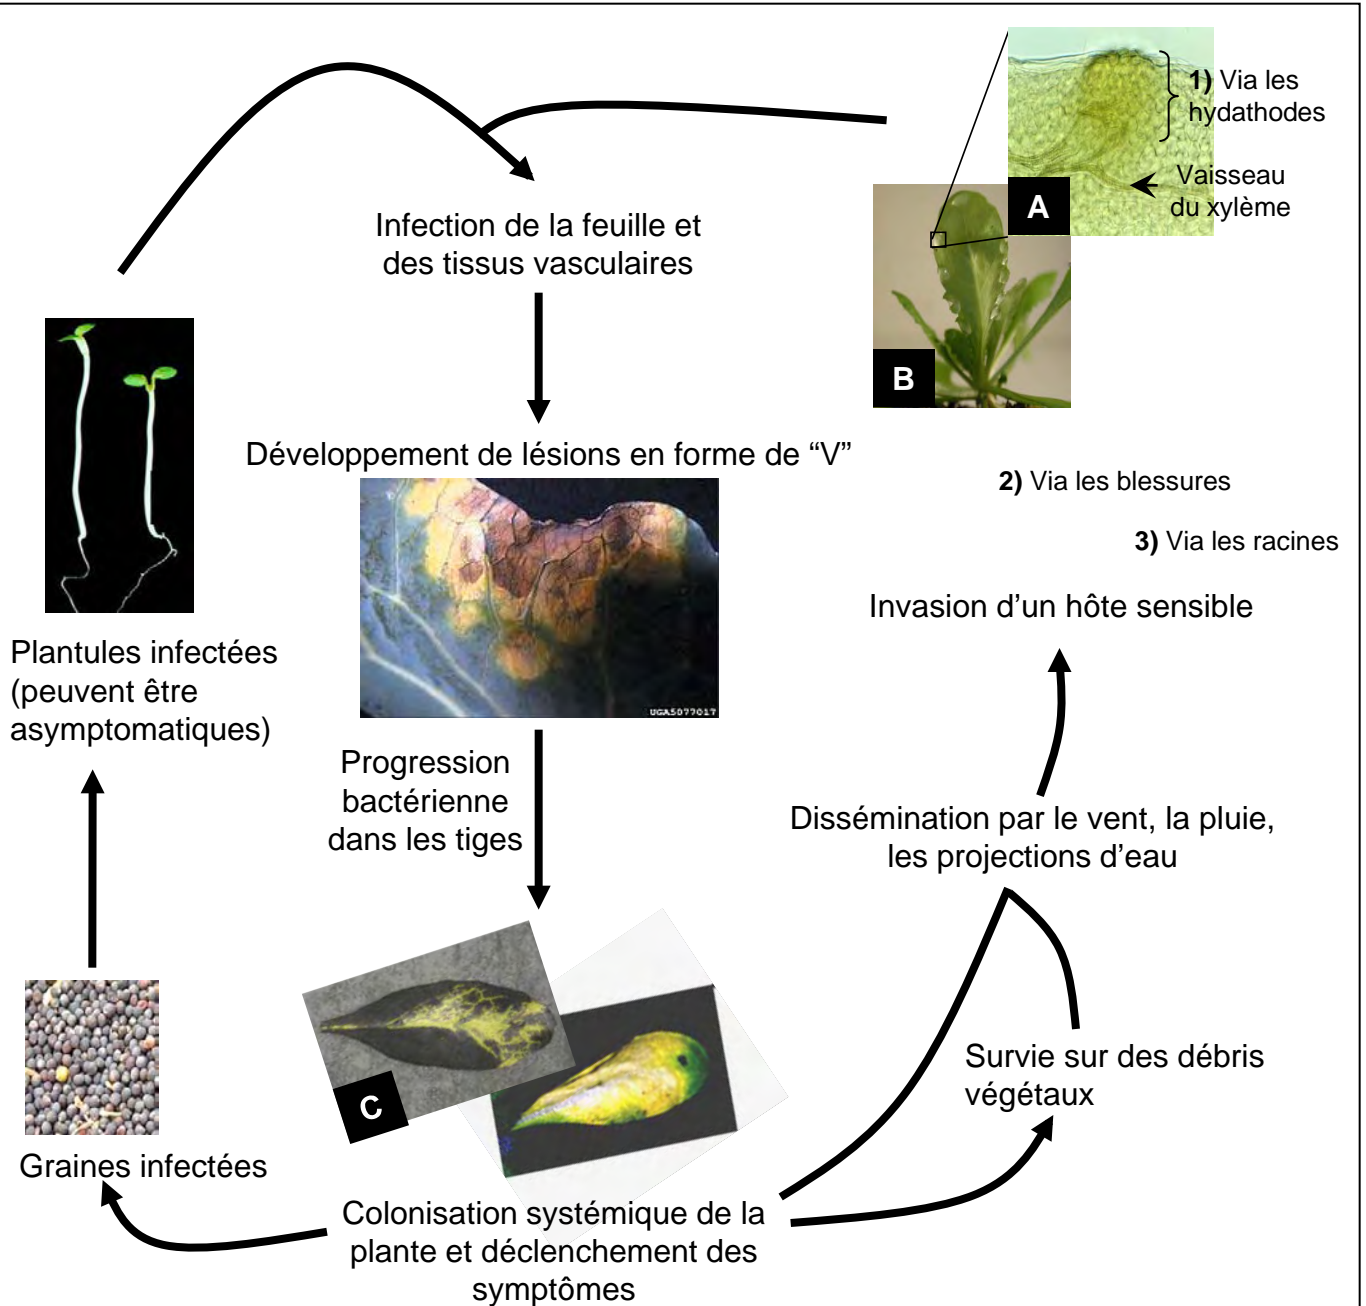 1) Via les
hydathodes
Vaisseau
du xylème
A
B
Infection de la feuille et
des tissus vasculaires
Développement de lésions en forme de “V”
UGA5077017
2) Via les blessures
3) Via les racines
Invasion d’un hôte sensible
Plantules infectées
(peuvent être
asymptomatiques)
Progression
bactérienne
dans les tiges
Dissémination par le vent, la pluie,
les projections d’eau
C
Survie sur des débris
végétaux
Graines infectées
Colonisation systémique de la
plante et déclenchement des
symptômes